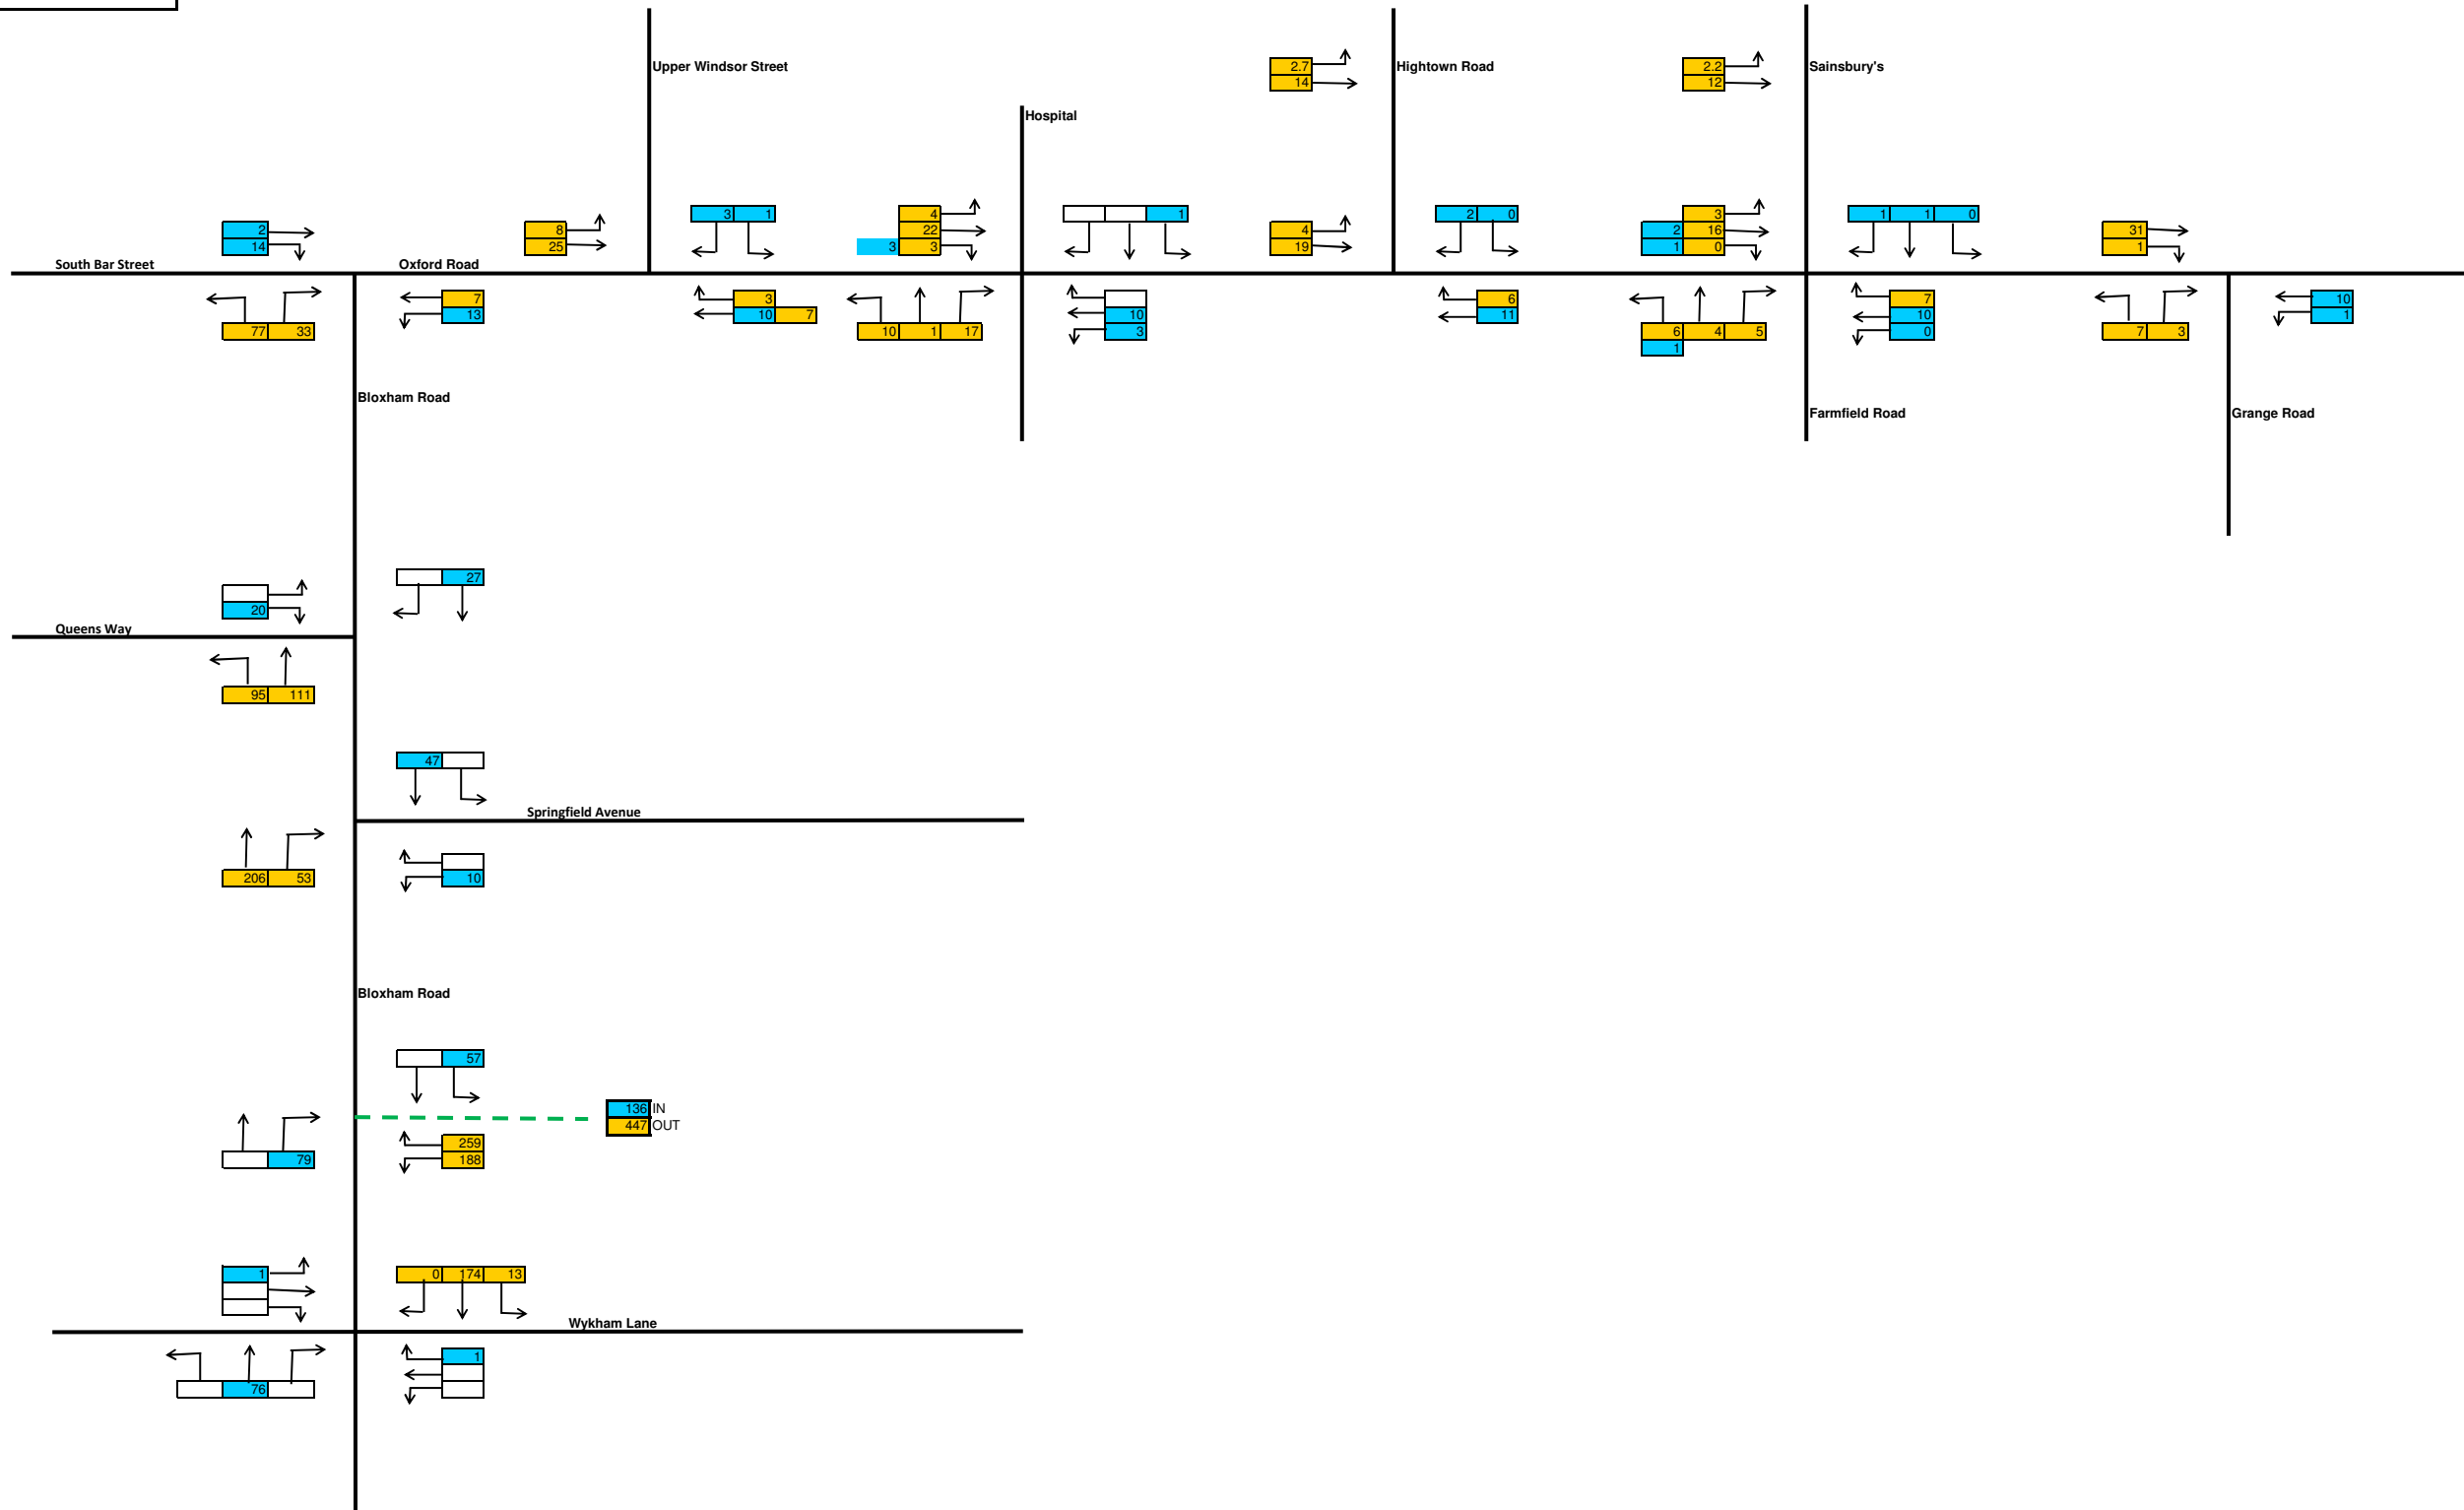 Upper Windsor Street
2.7
14
Hightown Road
2.2
12
Sainsbury's
Hospital
2
14
8
25
3 1
4
22
3 3
1
4
19
2 0
3
2 16
1 0
1 1 0
31
1
South Bar Street
Oxford Road
77 33
7
13
3
10 7
10 1 17
10
3
6
11
6 4 5
1
7
10
0
7 3
10
1
Bloxham Road
Farmfield Road
Grange Road
27
20
Queens Way
95 111
47
Springfield Avenue
206 53
10
Bloxham Road
57
136 IN
447 OUT
259
188
79
1
0 174 13
Wykham Lane
1
76